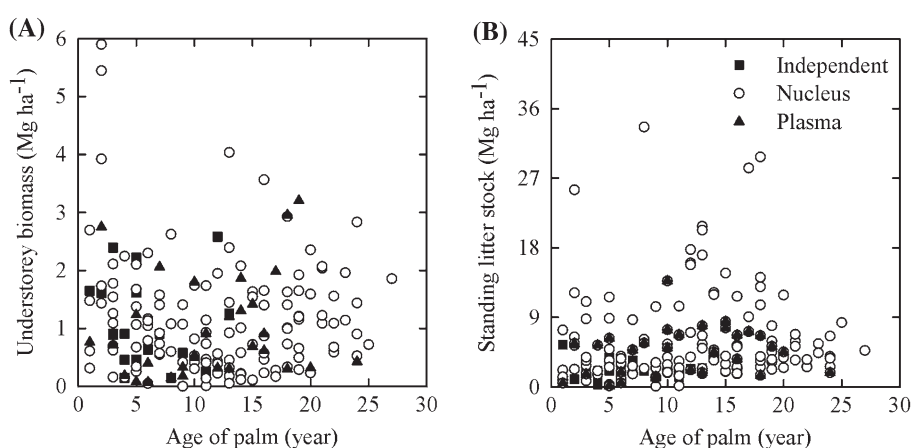 (A)
6
5
4
3
2
1
0
0 5 10 15 20 25 30
Understorey biomass (Mg ha⁻¹)
Age of palm (year)
(B)
45
36
27
18
9
0
0 5 10 15 20 25 30
Standing litter stock (Mg ha⁻¹)
Age of palm (year)
Independent
Nucleus
Plasma